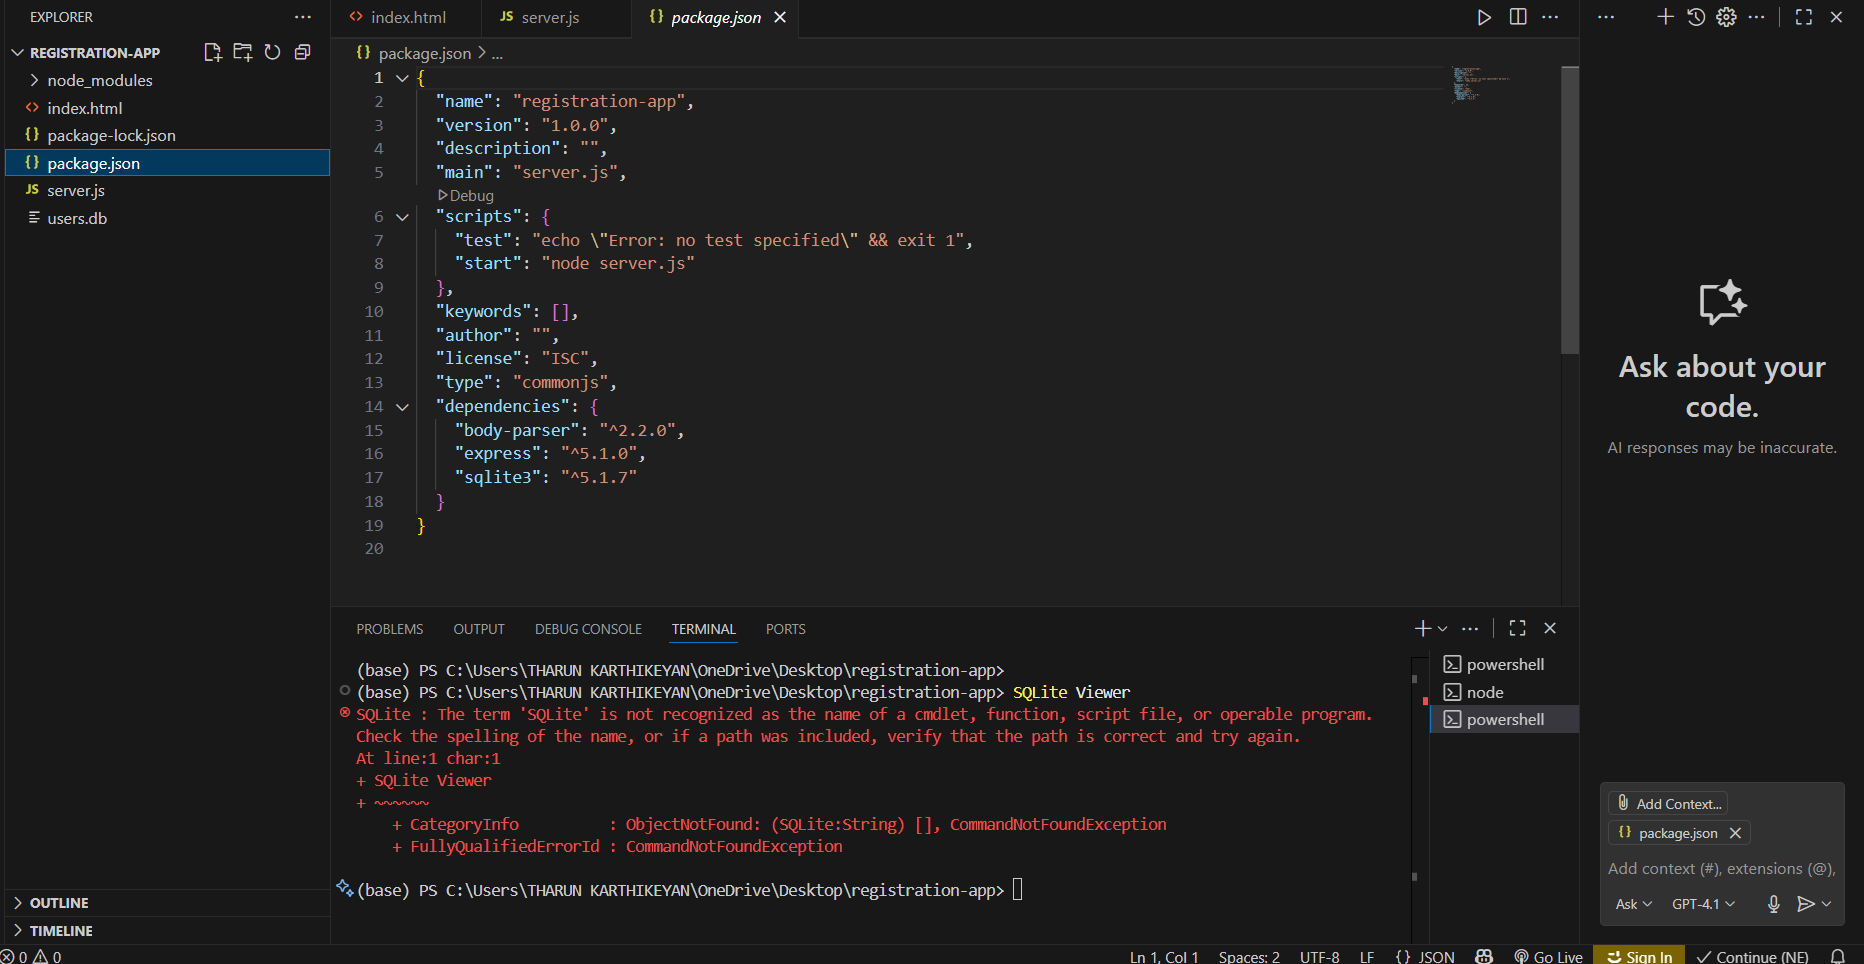 EXPLORER
REGISTRATION-APP
node_modules
index.html
package-lock.json
package.json
server.js
users.db
OUTLINE
TIMELINE
index.html
JS server.js
{} package.json
{} package.json > ...
1 {
2 "name": "registration-app",
3 "version": "1.0.0",
4 "description": "",
5 "main": "server.js",
Debug
6 "scripts": {
7 "test": "echo \"Error: no test specified\" && exit 1",
8 "start": "node server.js"
9 },
10 "keywords": [],
11 "author": "",
12 "license": "ISC",
13 "type": "commonjs",
14 "dependencies": {
15 "body-parser": "^2.2.0",
16 "express": "^5.1.0",
17 "sqlite3": "^5.1.7"
18 }
19 }
20
PROBLEMS OUTPUT DEBUG CONSOLE TERMINAL PORTS
(base) PS C:\Users\THARUN KARTHIKEYAN\OneDrive\Desktop\registration-app>
(base) PS C:\Users\THARUN KARTHIKEYAN\OneDrive\Desktop\registration-app> SQLite Viewer
SQLite : The term 'SQLite' is not recognized as the name of a cmdlet, function, script file, or operable program.
Check the spelling of the name, or if a path was included, verify that the path is correct and try again.
At line:1 char:1
+ SQLite Viewer
+ ~~~~~~
+ CategoryInfo : ObjectNotFound: (SQLite:String) [], CommandNotFoundException
+ FullyQualifiedErrorId : CommandNotFoundException
(base) PS C:\Users\THARUN KARTHIKEYAN\OneDrive\Desktop\registration-app>
powershell
node
powershell
Ask about your
code.
AI responses may be inaccurate.
Add Context...
{} package.json
Add context (#), extensions (@),
Ask GPT-4.1
0 0
Ln 1, Col 1 Spaces: 2 UTF-8 LF {} JSON Go Live Sign In Continue (NE)